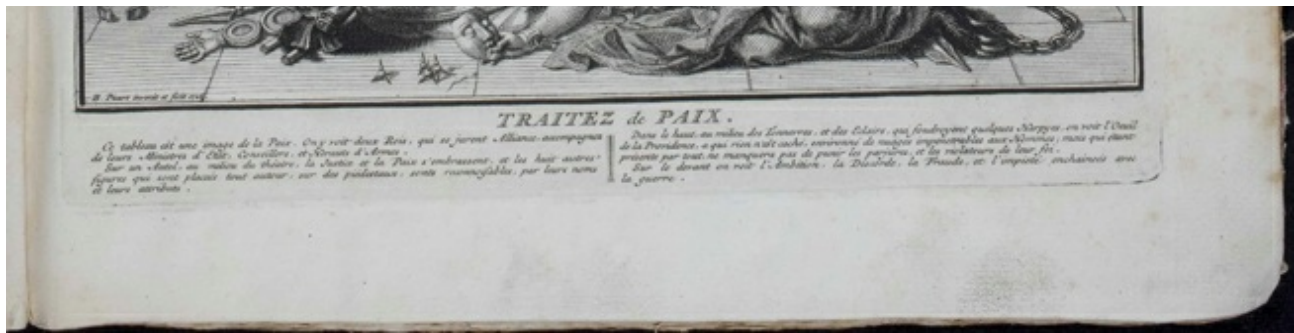 B. Picart invenit et fecit
TRAITEZ de PAIX.
Ce tableau est une image de la Paix. On y voit deux Rois, qui se jurent Alliance accompagnez
de leurs Ministres d'Etat, Conseillers, et Herauts d'Armes.
Sur un Autel, au milieu du théatre, la Justice et la Paix s'embrassent, et les huit autres
figures qui sont placées tout autour, sur des piedestaux, sont reconnoissables, par leurs noms
et leurs attributs.
Dans le haut, au milieu des Tonnerres, et des Eclairs, qui foudroyent quelques Harpyes, on voit l'Oeuil
de la Providence, a qui rien n'est caché, environné de nuages impenetrables aux Hommes; mais qui étant
présente par tout, ne manquera pas de punir les parjures, et les violateurs de leur foi.
Sur le devant on voit l'Ambition, la Discorde, la Fraude, et l'impieté enchainées avec
la guerre.